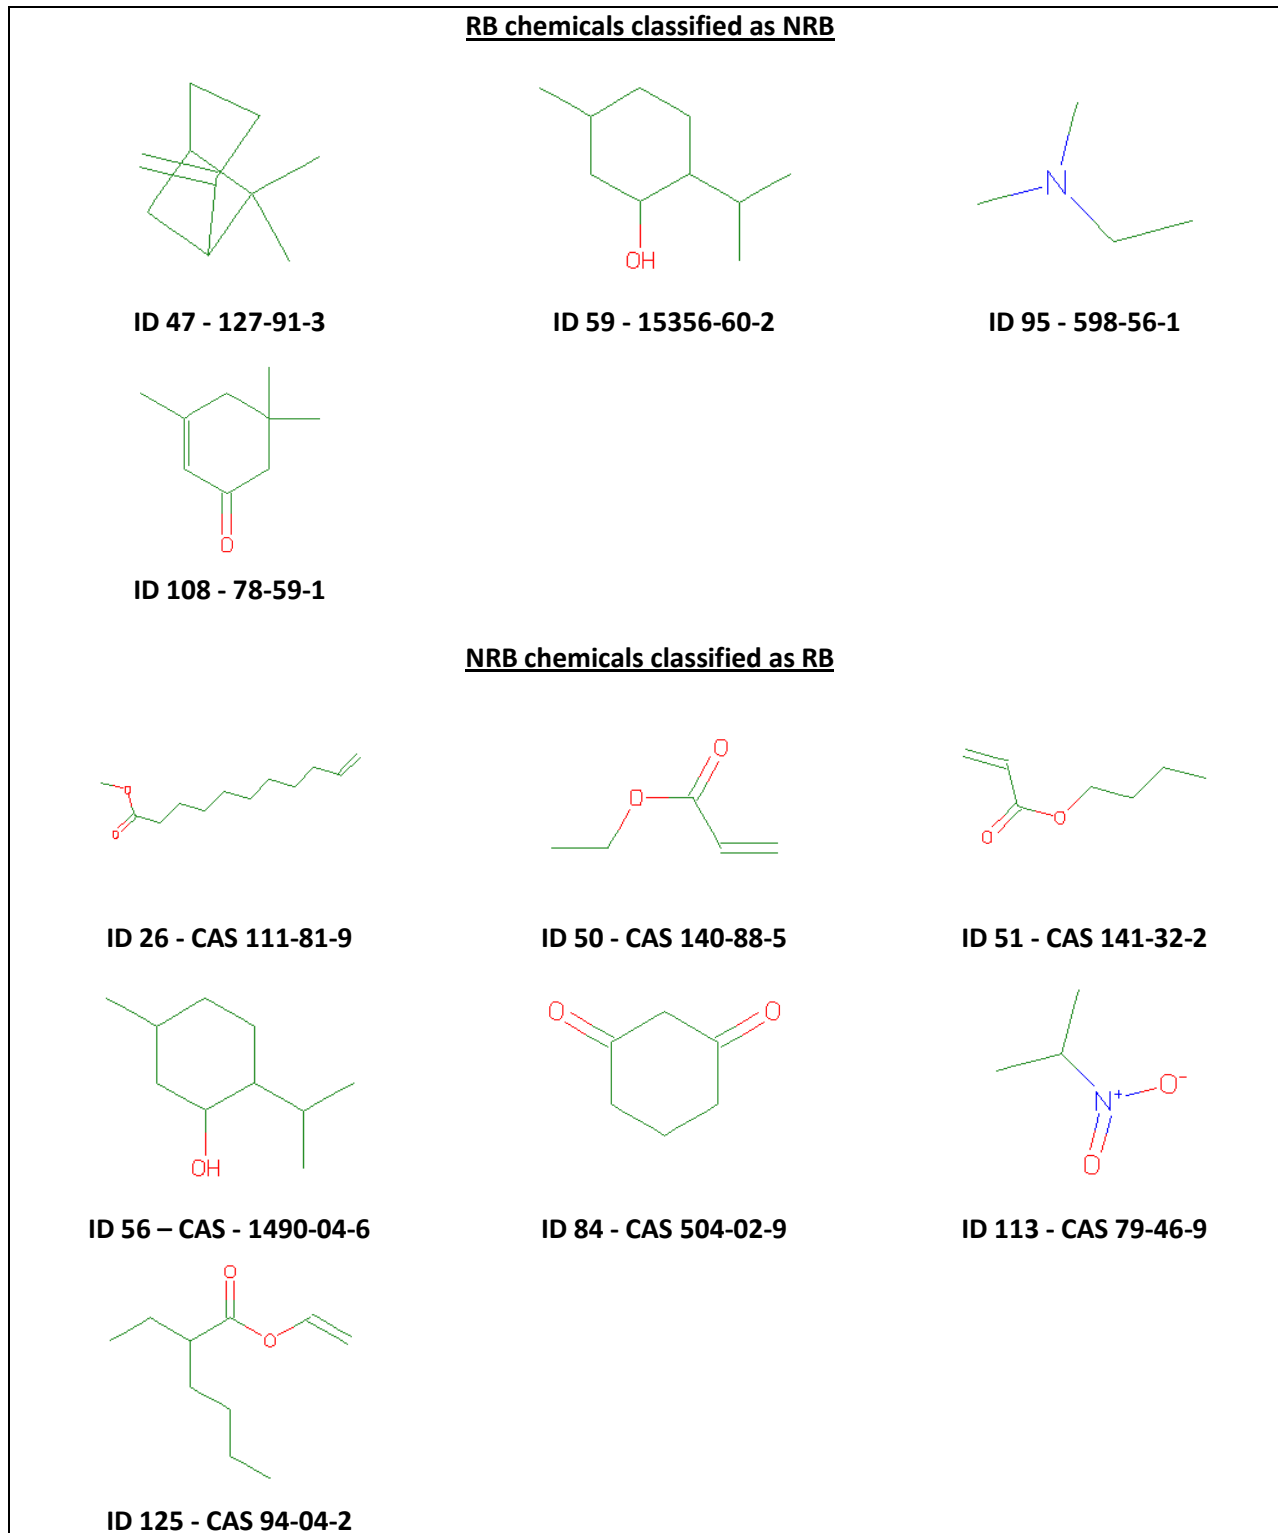 RB chemicals classified as NRB
OH
N
ID 47 - 127-91-3
ID 59 - 15356-60-2
ID 95 - 598-56-1
O
ID 108 - 78-59-1
NRB chemicals classified as RB
O
O
O
O
O
O
ID 26 - CAS 111-81-9
ID 50 - CAS 140-88-5
ID 51 - CAS 141-32-2
OH
O
O
N+
O-
O
ID 56 – CAS - 1490-04-6
ID 84 - CAS 504-02-9
ID 113 - CAS 79-46-9
O
O
ID 125 - CAS 94-04-2